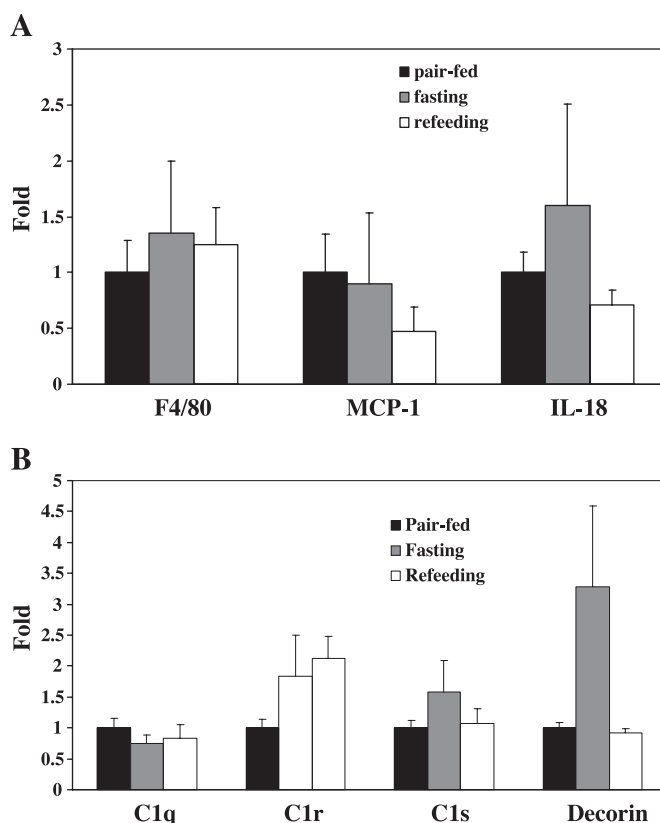 A
3
2.5
2
1.5
1
0.5
0
Fold
pair-fed
fasting
refeeding
F4/80 MCP-1 IL-18
B
5
4.5
4
3.5
3
2.5
2
1.5
1
0.5
0
Fold
Pair-fed
Fasting
Refeeding
C1q C1r C1s Decorin